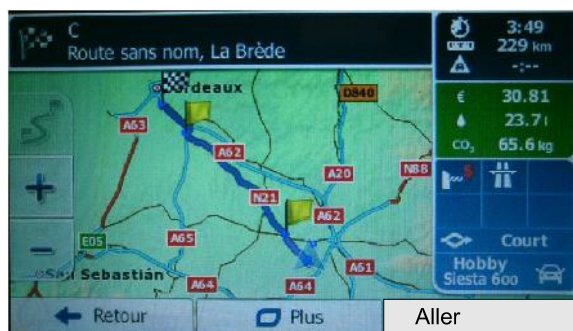 C
Route sans nom, La Brède
3:49
229 km
-:--
€ 30.81
23.7 l
CO₂ 65.6 kg
$
Court
Hobby
Siesta 600
Bordeaux
D840
A63
A62
A20
N88
N21
A62
E05
A65
A64
A64
A61
San Sebastián
Retour
Plus
Aller